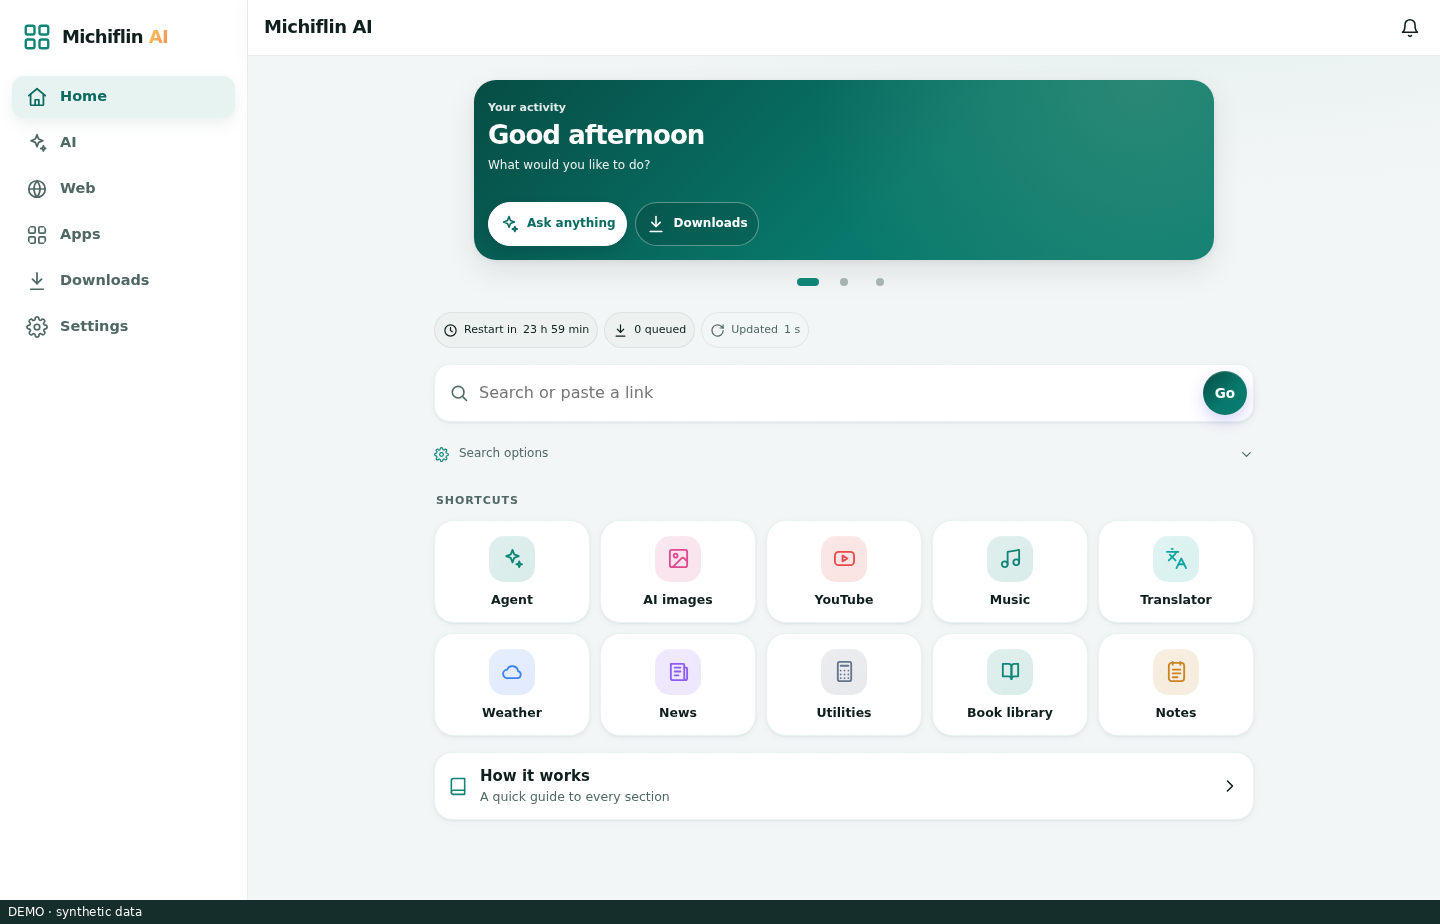 Michiflin AI
Home
AI
Web
Apps
Downloads
Settings
Michiflin AI
Your activity
Good afternoon
What would you like to do?
Ask anything
Downloads
Restart in 23 h 59 min
0 queued
Updated 1 s
Search or paste a link
Go
Search options
SHORTCUTS
Agent
AI images
YouTube
Music
Translator
Weather
News
Utilities
Book library
Notes
How it works
A quick guide to every section
DEMO · synthetic data